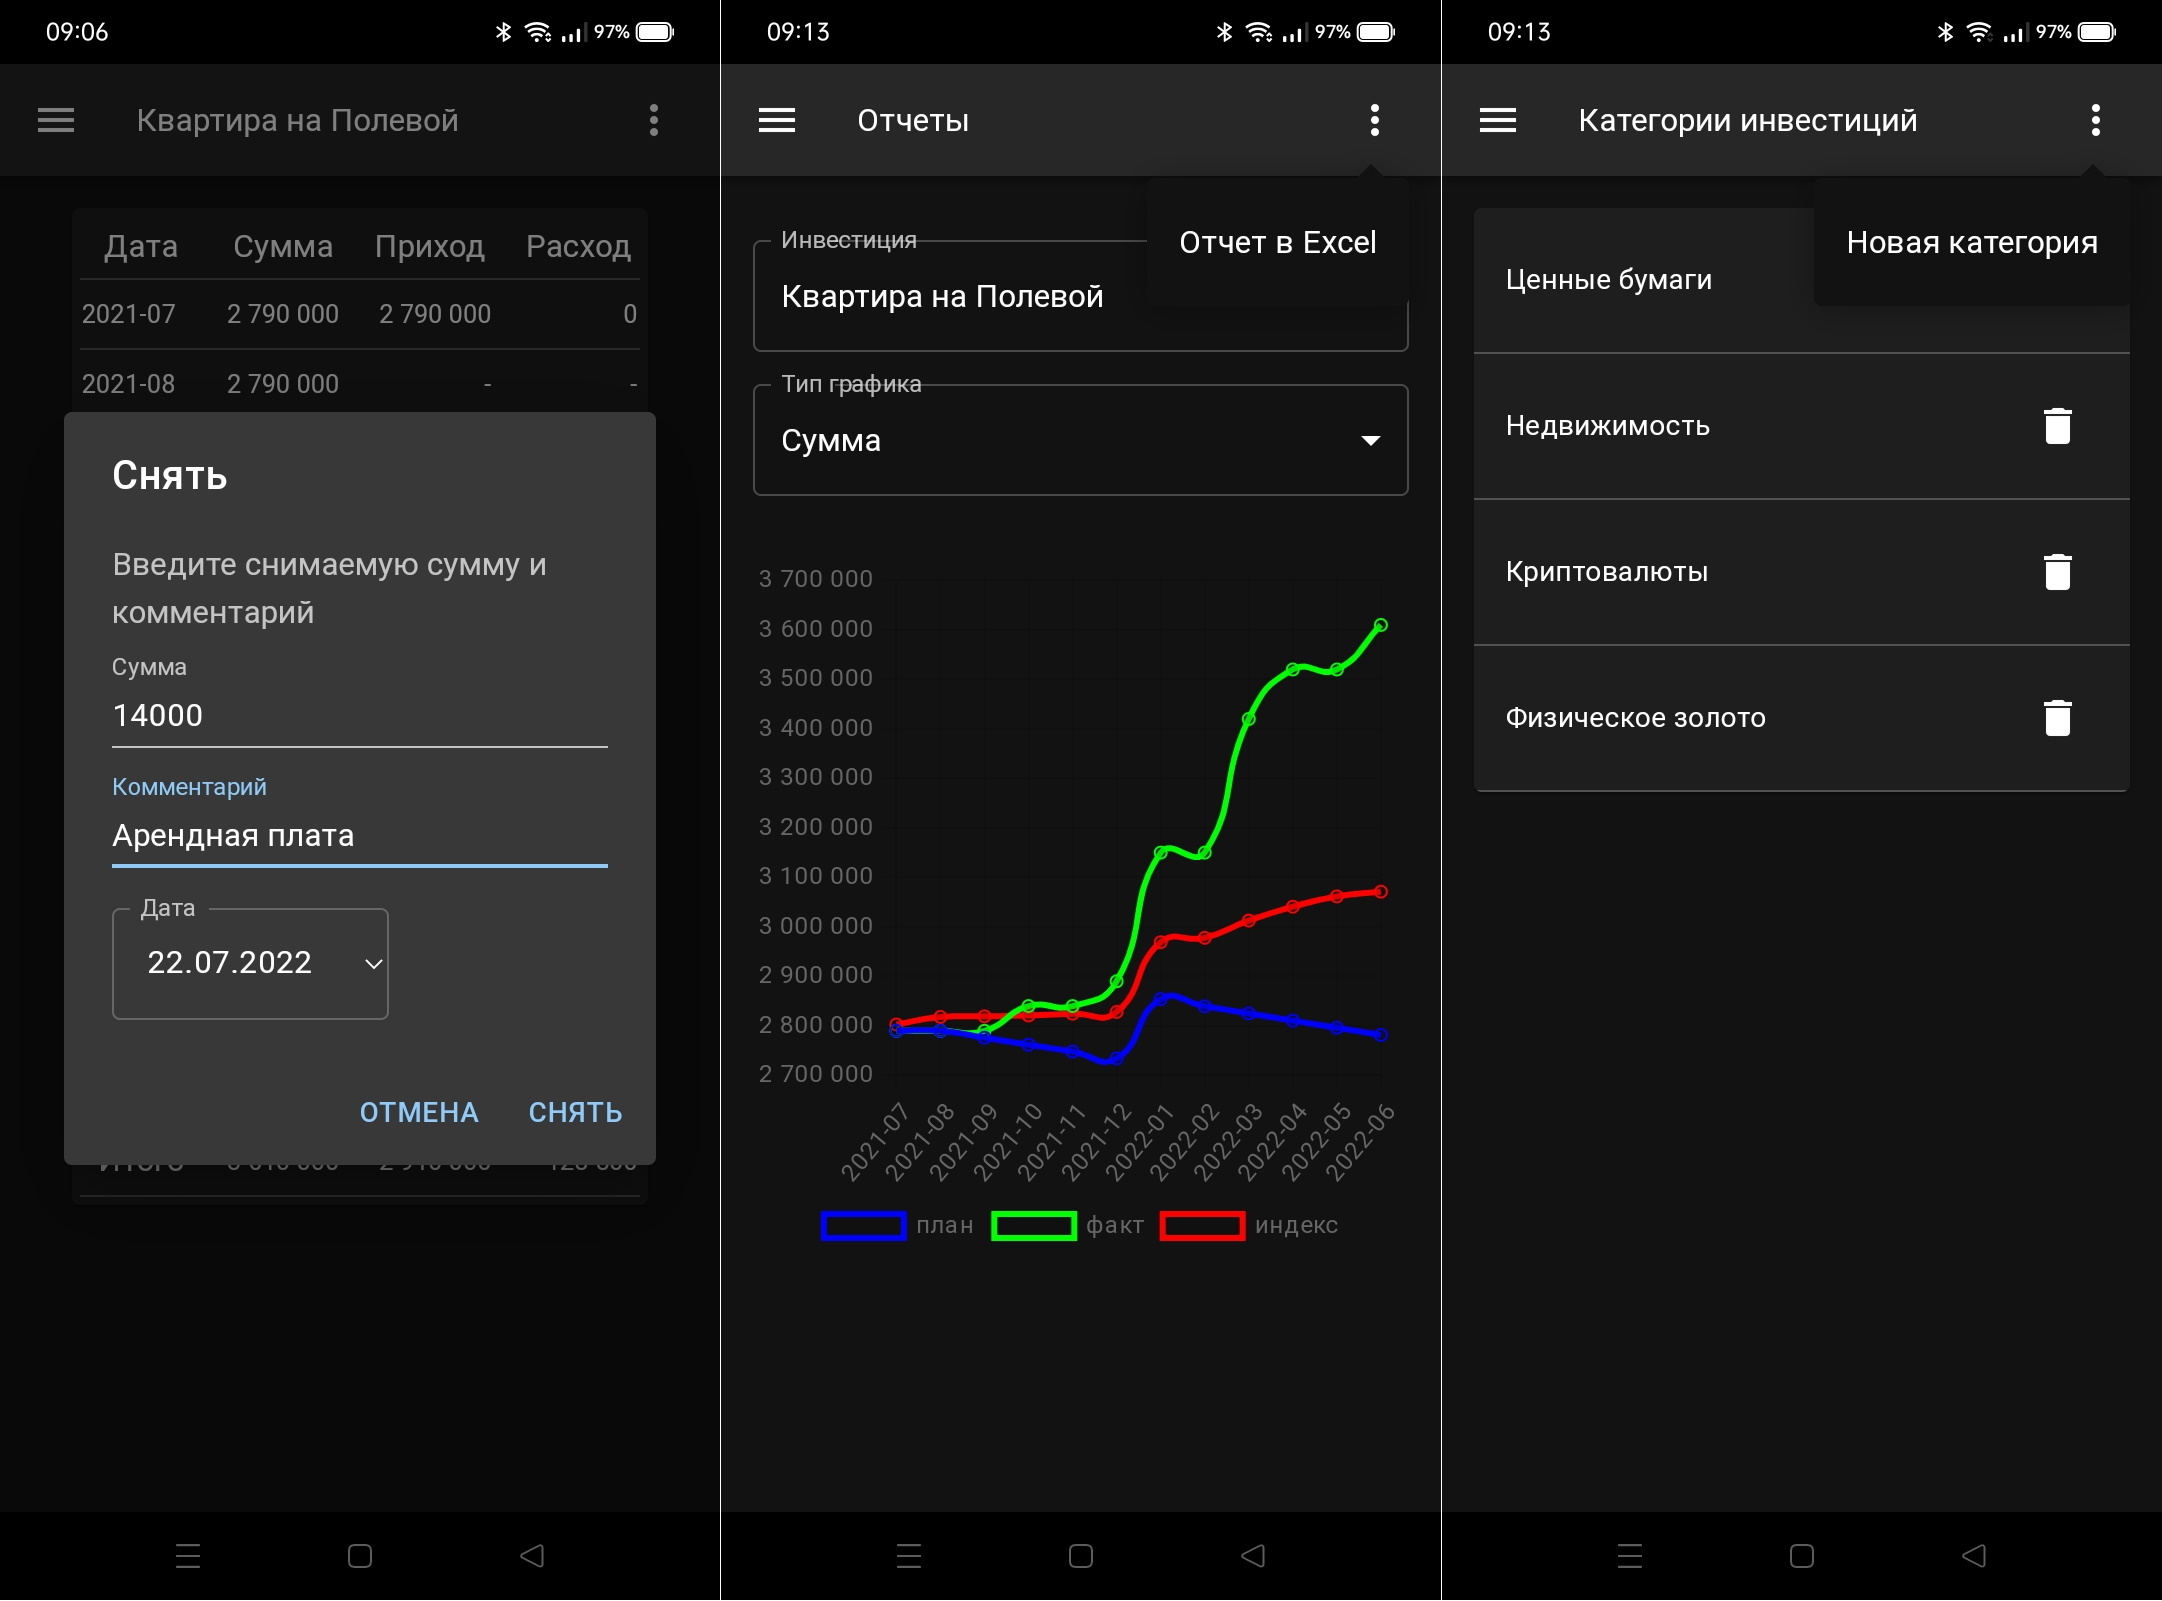 09:06
97%
Квартира на Полевой
Дата Сумма Приход Расход
2021-07 2 790 000 2 790 000 0
2021-08 2 790 000 - -
Снять
Введите снимаемую сумму и
комментарий
Сумма
14000
Комментарий
Арендная плата
Дата
22.07.2022
ОТМЕНА СНЯТЬ
09:13
97%
Отчеты
Отчет в Excel
Инвестиция
Квартира на Полевой
Тип графика
Сумма
3 700 000
3 600 000
3 500 000
3 400 000
3 300 000
3 200 000
3 100 000
3 000 000
2 900 000
2 800 000
2 700 000
2021-07
2021-08
2021-09
2021-10
2021-11
2021-12
2022-01
2022-02
2022-03
2022-04
2022-05
2022-06
план факт индекс
09:13
97%
Категории инвестиций
Новая категория
Ценные бумаги
Недвижимость
Криптовалюты
Физическое золото